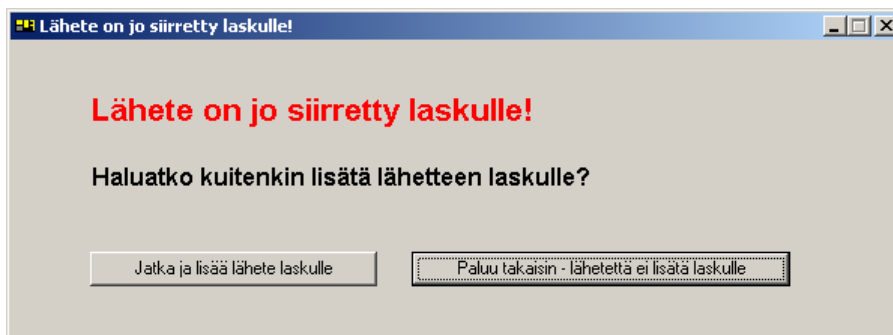 Lähete on jo siirretty laskulle!
Lähete on jo siirretty laskulle!
Haluatko kuitenkin lisätä lähetteen laskulle?
Jatka ja lisää lähete laskulle
Paluu takaisin - lähetettä ei lisätä laskulle